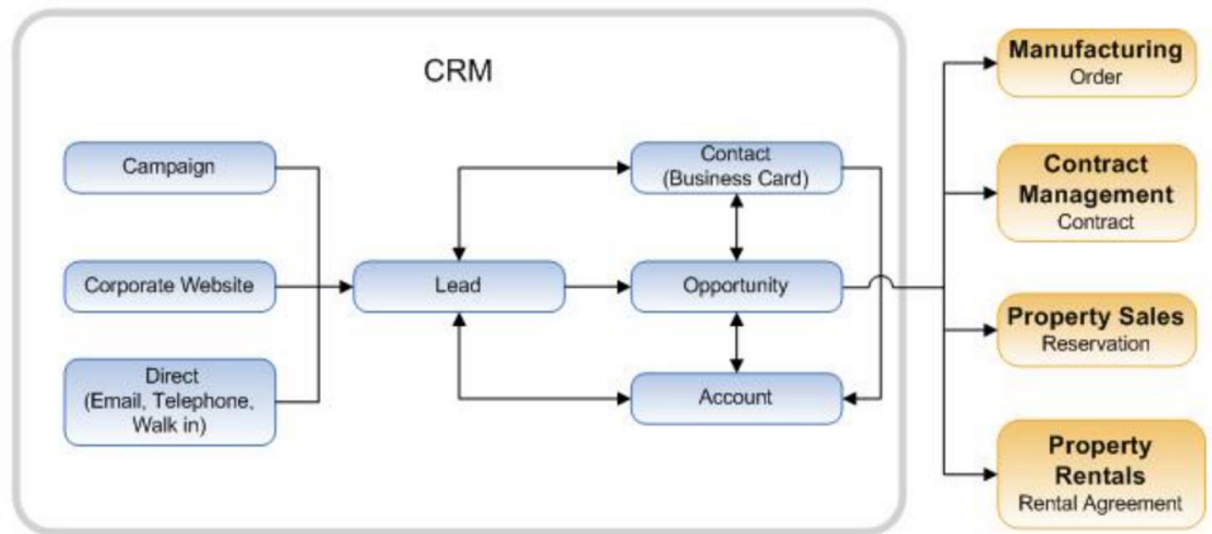 CRM
Campaign
Corporate Website
Direct
(Email, Telephone,
Walk in)
Lead
Contact
(Business Card)
Opportunity
Account
Manufacturing
Order
Contract
Management
Contract
Property Sales
Reservation
Property
Rentals
Rental Agreement